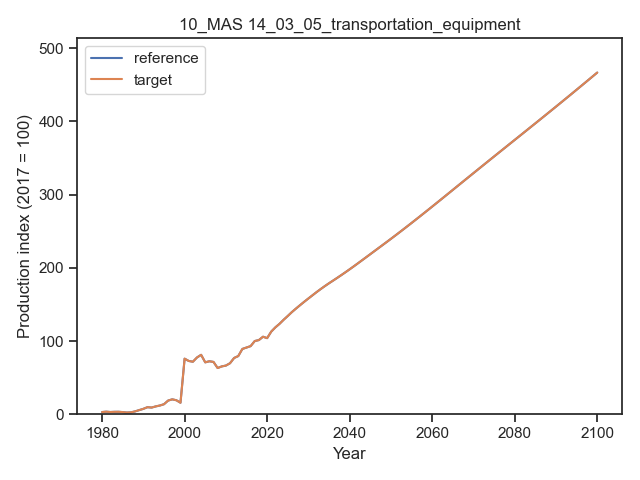 10_MAS 14_03_05_transportation_equipment
reference
target
Production index (2017 = 100)
500
400
300
200
100
0
1980 2000 2020 2040 2060 2080 2100
Year